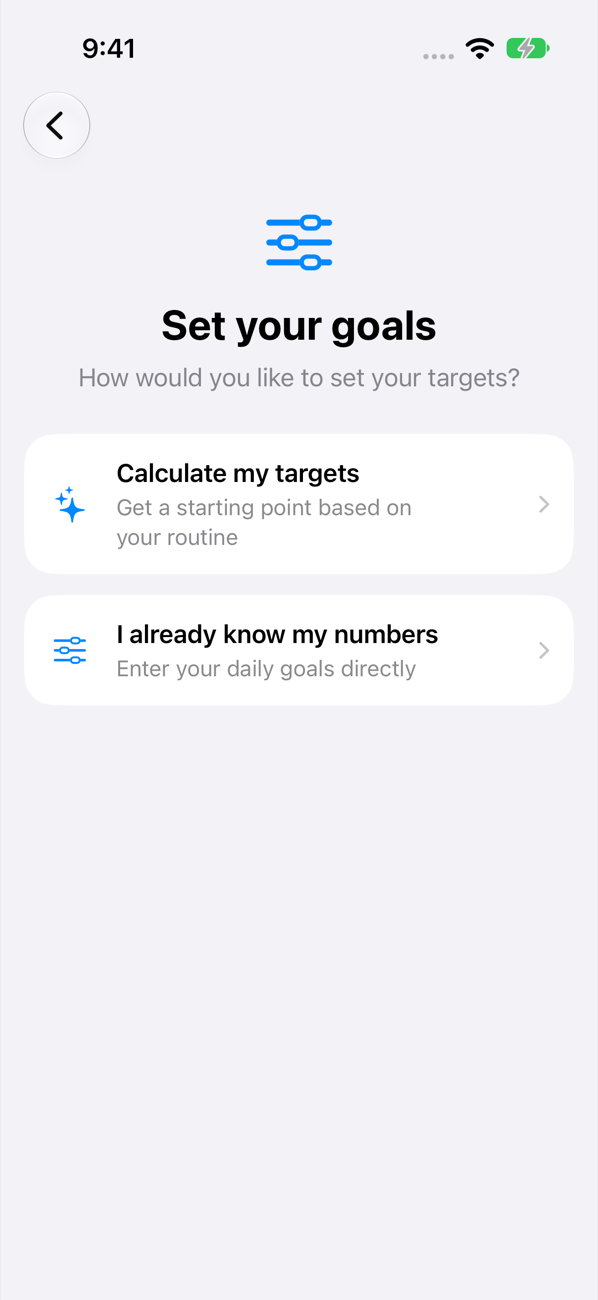 9:41
Set your goals
How would you like to set your targets?
Calculate my targets
Get a starting point based on
your routine
I already know my numbers
Enter your daily goals directly